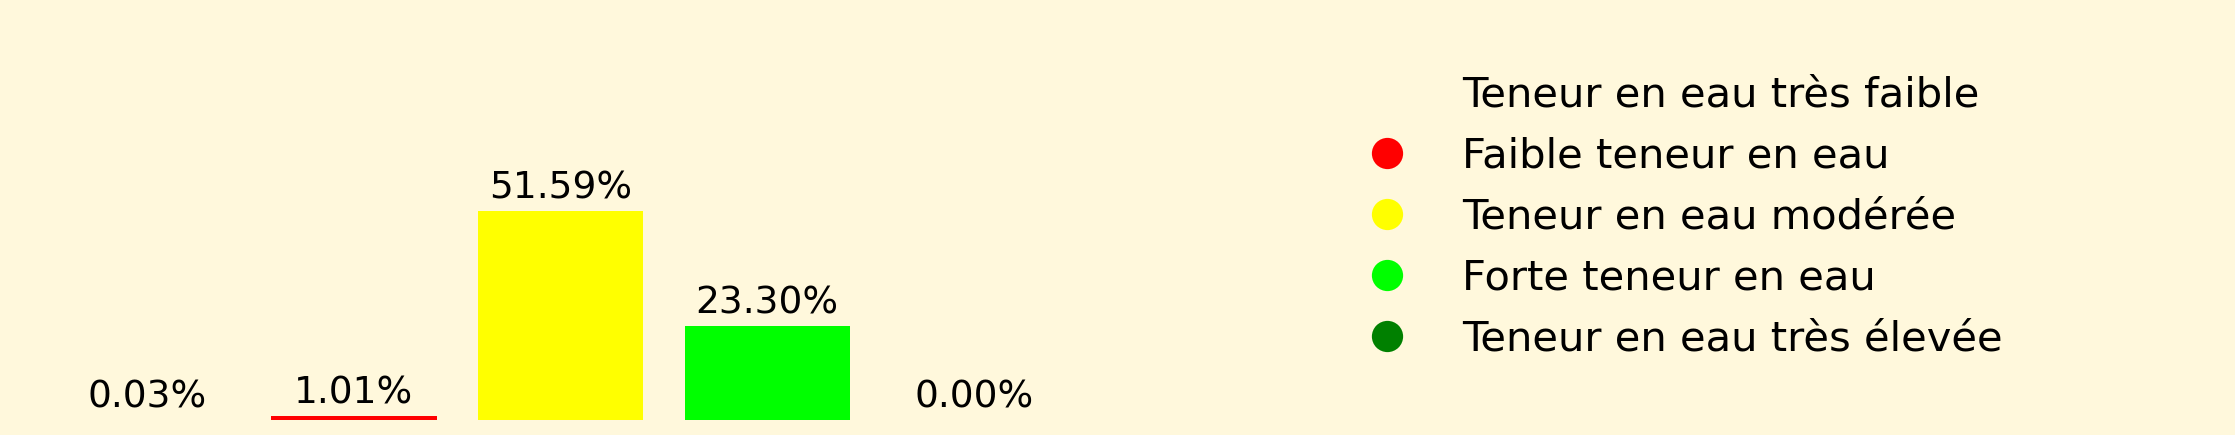 51.59%
23.30%
0.03%
1.01%
0.00%
Teneur en eau très faible
Faible teneur en eau
Teneur en eau modérée
Forte teneur en eau
Teneur en eau très élevée